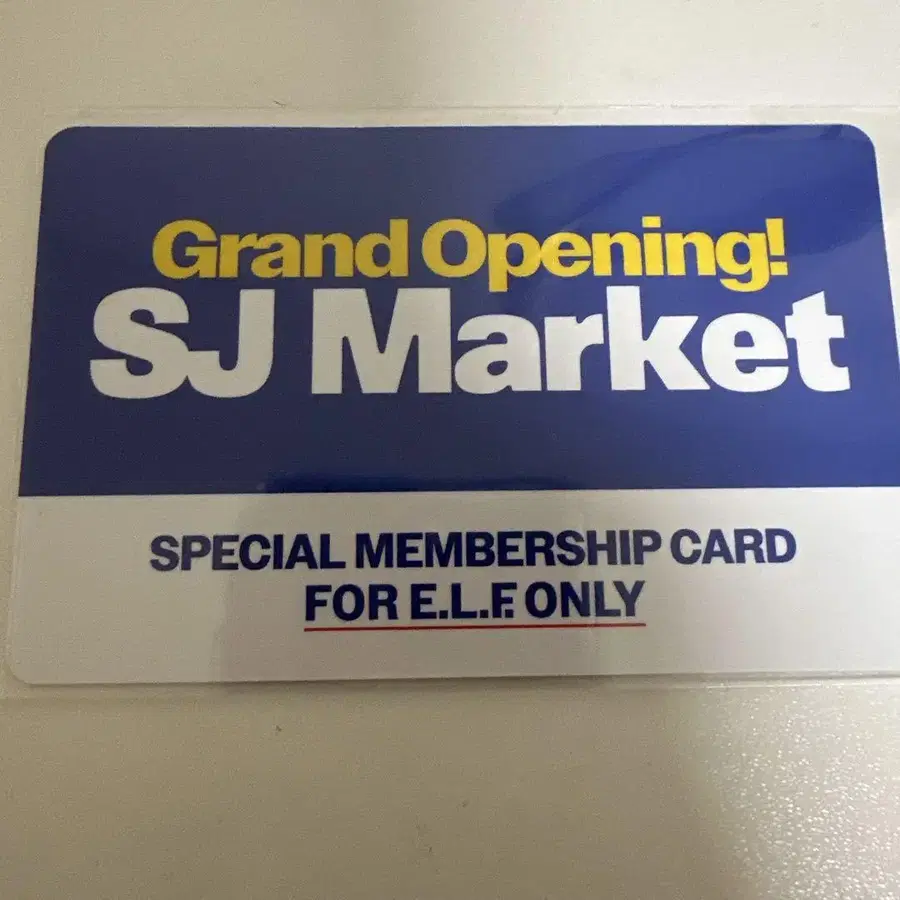 Grand Opening!
SJ Market
SPECIAL MEMBERSHIP CARD
FOR E.L.F. ONLY